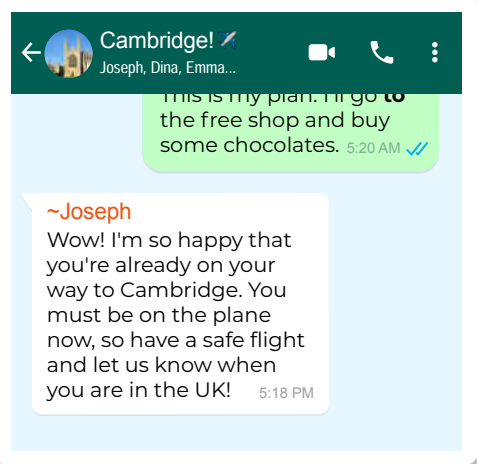 Cambridge!
Joseph, Dina, Emma...
This is my plan. I'll go to
the free shop and buy
some chocolates. 5:20 AM
~Joseph
Wow! I'm so happy that
you're already on your
way to Cambridge. You
must be on the plane
now, so have a safe flight
and let us know when
you are in the UK! 5:18 PM